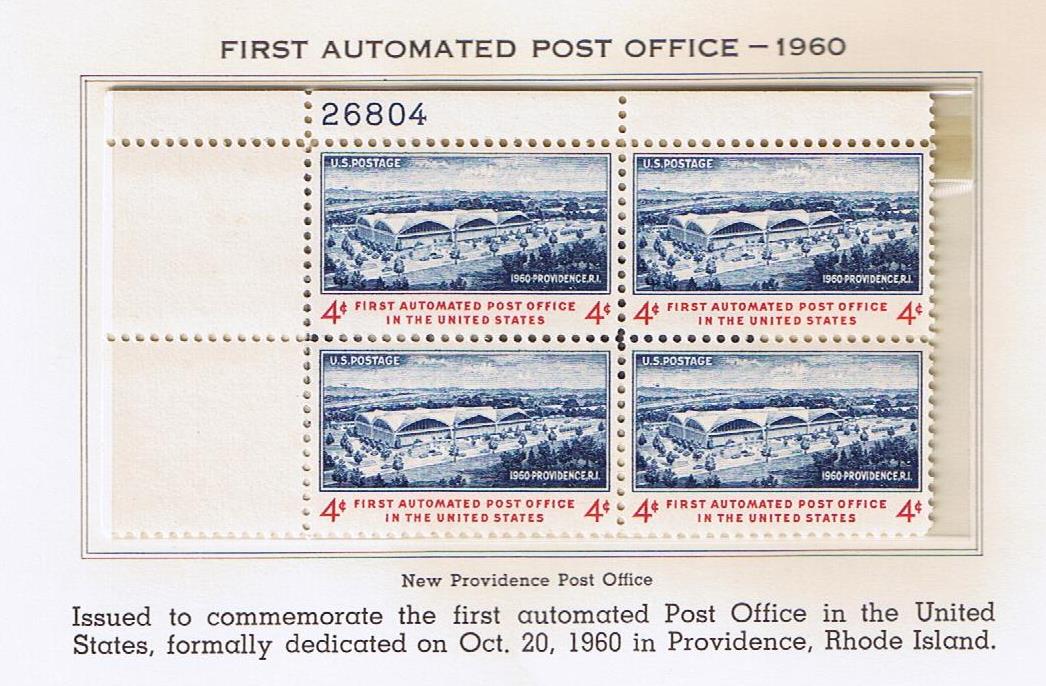 FIRST AUTOMATED POST OFFICE – 1960
26804
U.S.POSTAGE
1960·PROVIDENCE,R.I.
4¢ FIRST AUTOMATED POST OFFICE 4¢
IN THE UNITED STATES
U.S.POSTAGE
1960·PROVIDENCE,R.I.
4¢ FIRST AUTOMATED POST OFFICE 4¢
IN THE UNITED STATES
U.S.POSTAGE
1960·PROVIDENCE,R.I.
4¢ FIRST AUTOMATED POST OFFICE 4¢
IN THE UNITED STATES
U.S.POSTAGE
1960·PROVIDENCE,R.I.
4¢ FIRST AUTOMATED POST OFFICE 4¢
IN THE UNITED STATES
New Providence Post Office
Issued to commemorate the first automated Post Office in the United
States, formally dedicated on Oct. 20, 1960 in Providence, Rhode Island.